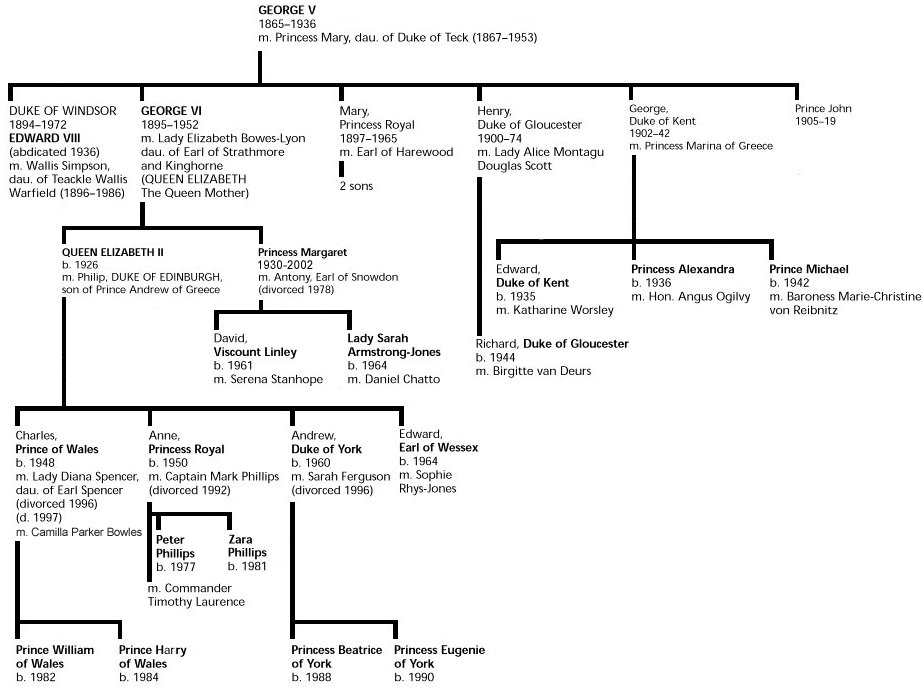 GEORGE V
1865–1936
m. Princess Mary, dau. of Duke of Teck (1867–1953)
DUKE OF WINDSOR
1894–1972
EDWARD VIII
(abdicated 1936)
m. Wallis Simpson,
dau. of Teackle Wallis
Warfield (1896–1986)
GEORGE VI
1895–1952
m. Lady Elizabeth Bowes-Lyon
dau. of Earl of Strathmore
and Kinghorne
(QUEEN ELIZABETH
The Queen Mother)
Mary,
Princess Royal
1897–1965
m. Earl of Harewood
2 sons
Henry,
Duke of Gloucester
1900–74
m. Lady Alice Montagu
Douglas Scott
George,
Duke of Kent
1902–42
m. Princess Marina of Greece
Prince John
1905–19
QUEEN ELIZABETH II
b. 1926
m. Philip, DUKE OF EDINBURGH,
son of Prince Andrew of Greece
Princess Margaret
1930-2002
m. Antony, Earl of Snowdon
(divorced 1978)
Edward,
Duke of Kent
b. 1935
m. Katharine Worsley
Princess Alexandra
b. 1936
m. Hon. Angus Ogilvy
Prince Michael
b. 1942
m. Baroness Marie-Christine
von Reibnitz
David,
Viscount Linley
b. 1961
m. Serena Stanhope
Lady Sarah
Armstrong-Jones
b. 1964
m. Daniel Chatto
Richard, Duke of Gloucester
b. 1944
m. Birgitte van Deurs
Charles,
Prince of Wales
b. 1948
m. Lady Diana Spencer,
dau. of Earl Spencer
(divorced 1996)
(d. 1997)
m. Camilla Parker Bowles
Anne,
Princess Royal
b. 1950
m. Captain Mark Phillips
(divorced 1992)
Andrew,
Duke of York
b. 1960
m. Sarah Ferguson
(divorced 1996)
Edward,
Earl of Wessex
b. 1964
m. Sophie
Rhys-Jones
Peter
Phillips
b. 1977
Zara
Phillips
b. 1981
m. Commander
Timothy Laurence
Prince William
of Wales
b. 1982
Prince Harry
of Wales
b. 1984
Princess Beatrice
of York
b. 1988
Princess Eugenie
of York
b. 1990